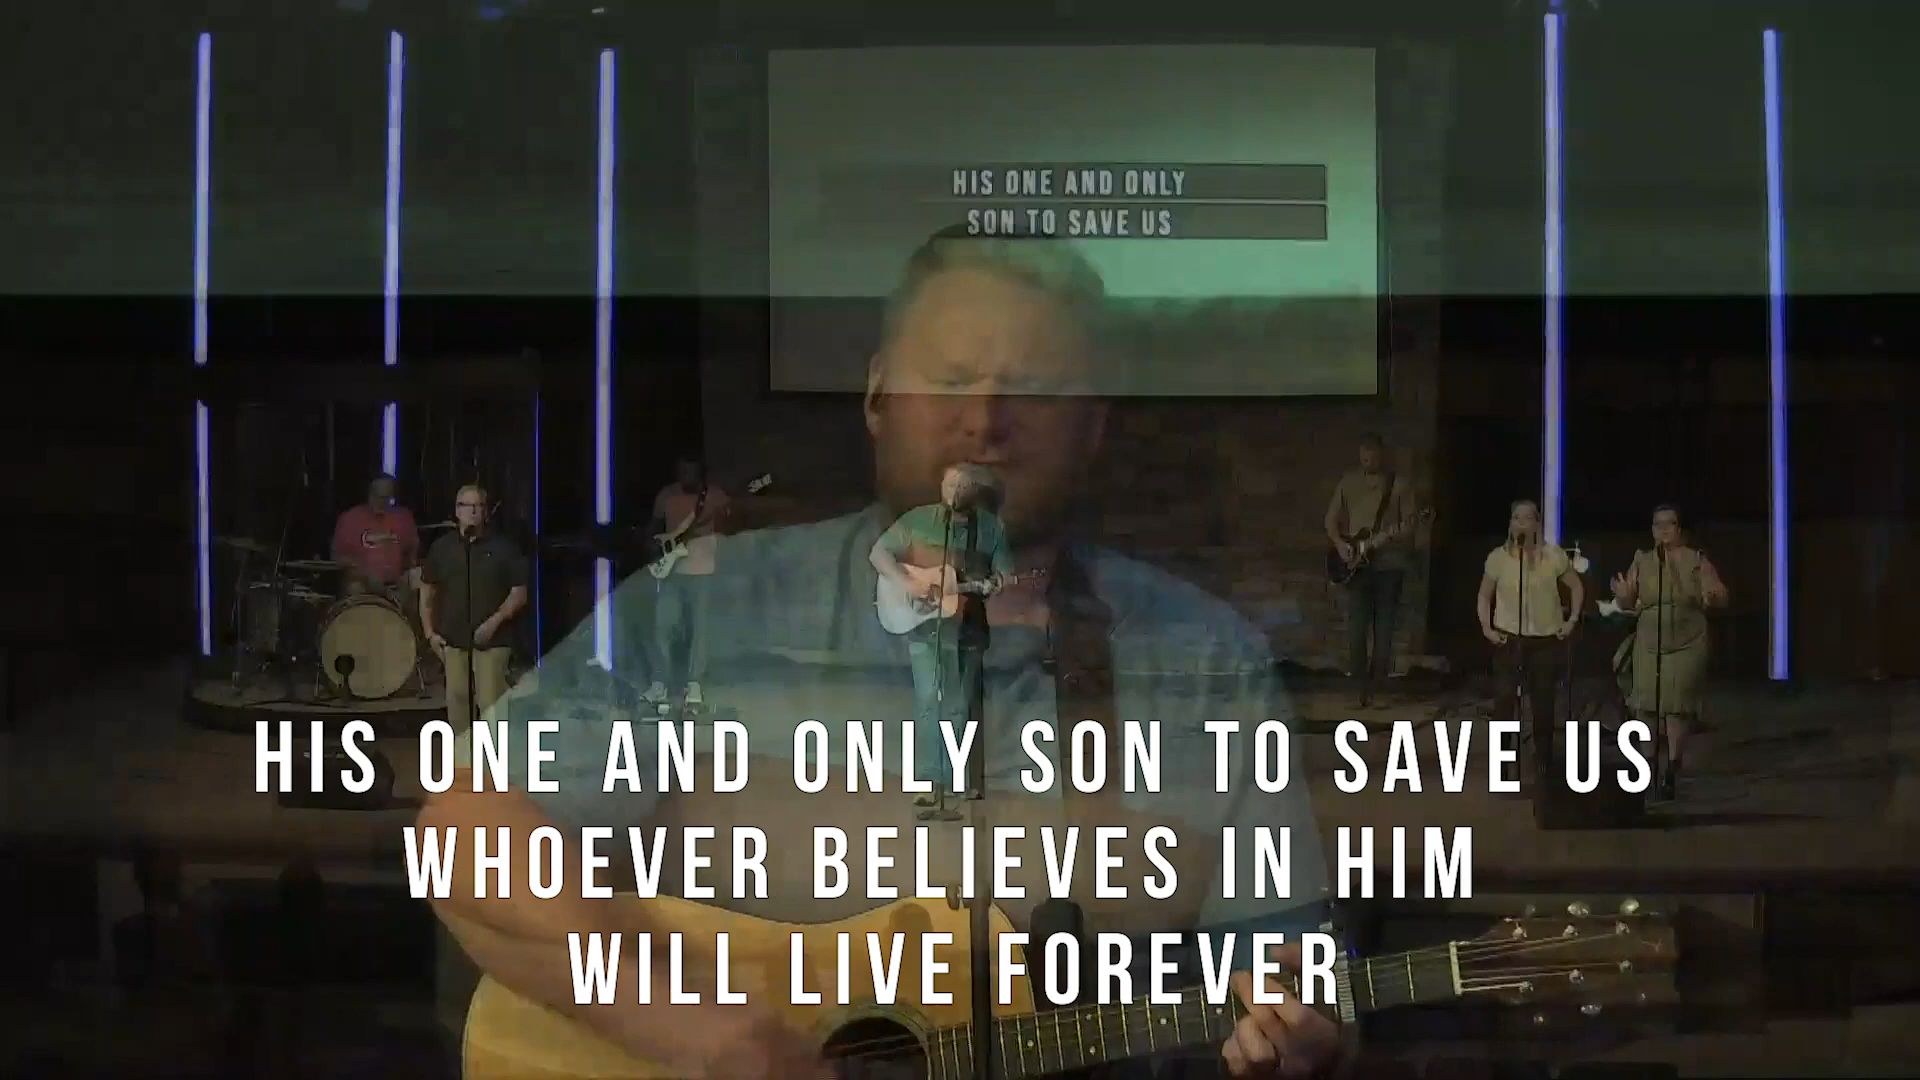 HIS ONE AND ONLY
SON TO SAVE US
HIS ONE AND ONLY SON TO SAVE US
WHOEVER BELIEVES IN HIM
WILL LIVE FOREVER